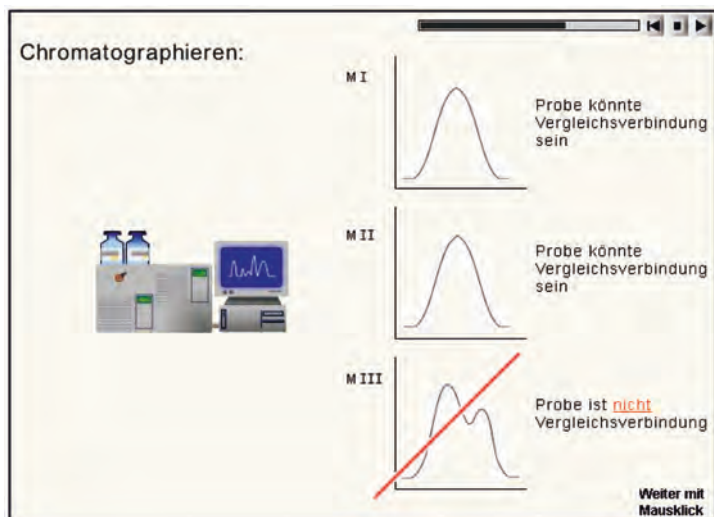 Chromatographieren:
M I
Probe könnte
Vergleichsverbindung
sein
M II
Probe könnte
Vergleichsverbindung
sein
M III
Probe ist nicht
Vergleichsverbindung
Weiter mit
Mausklick